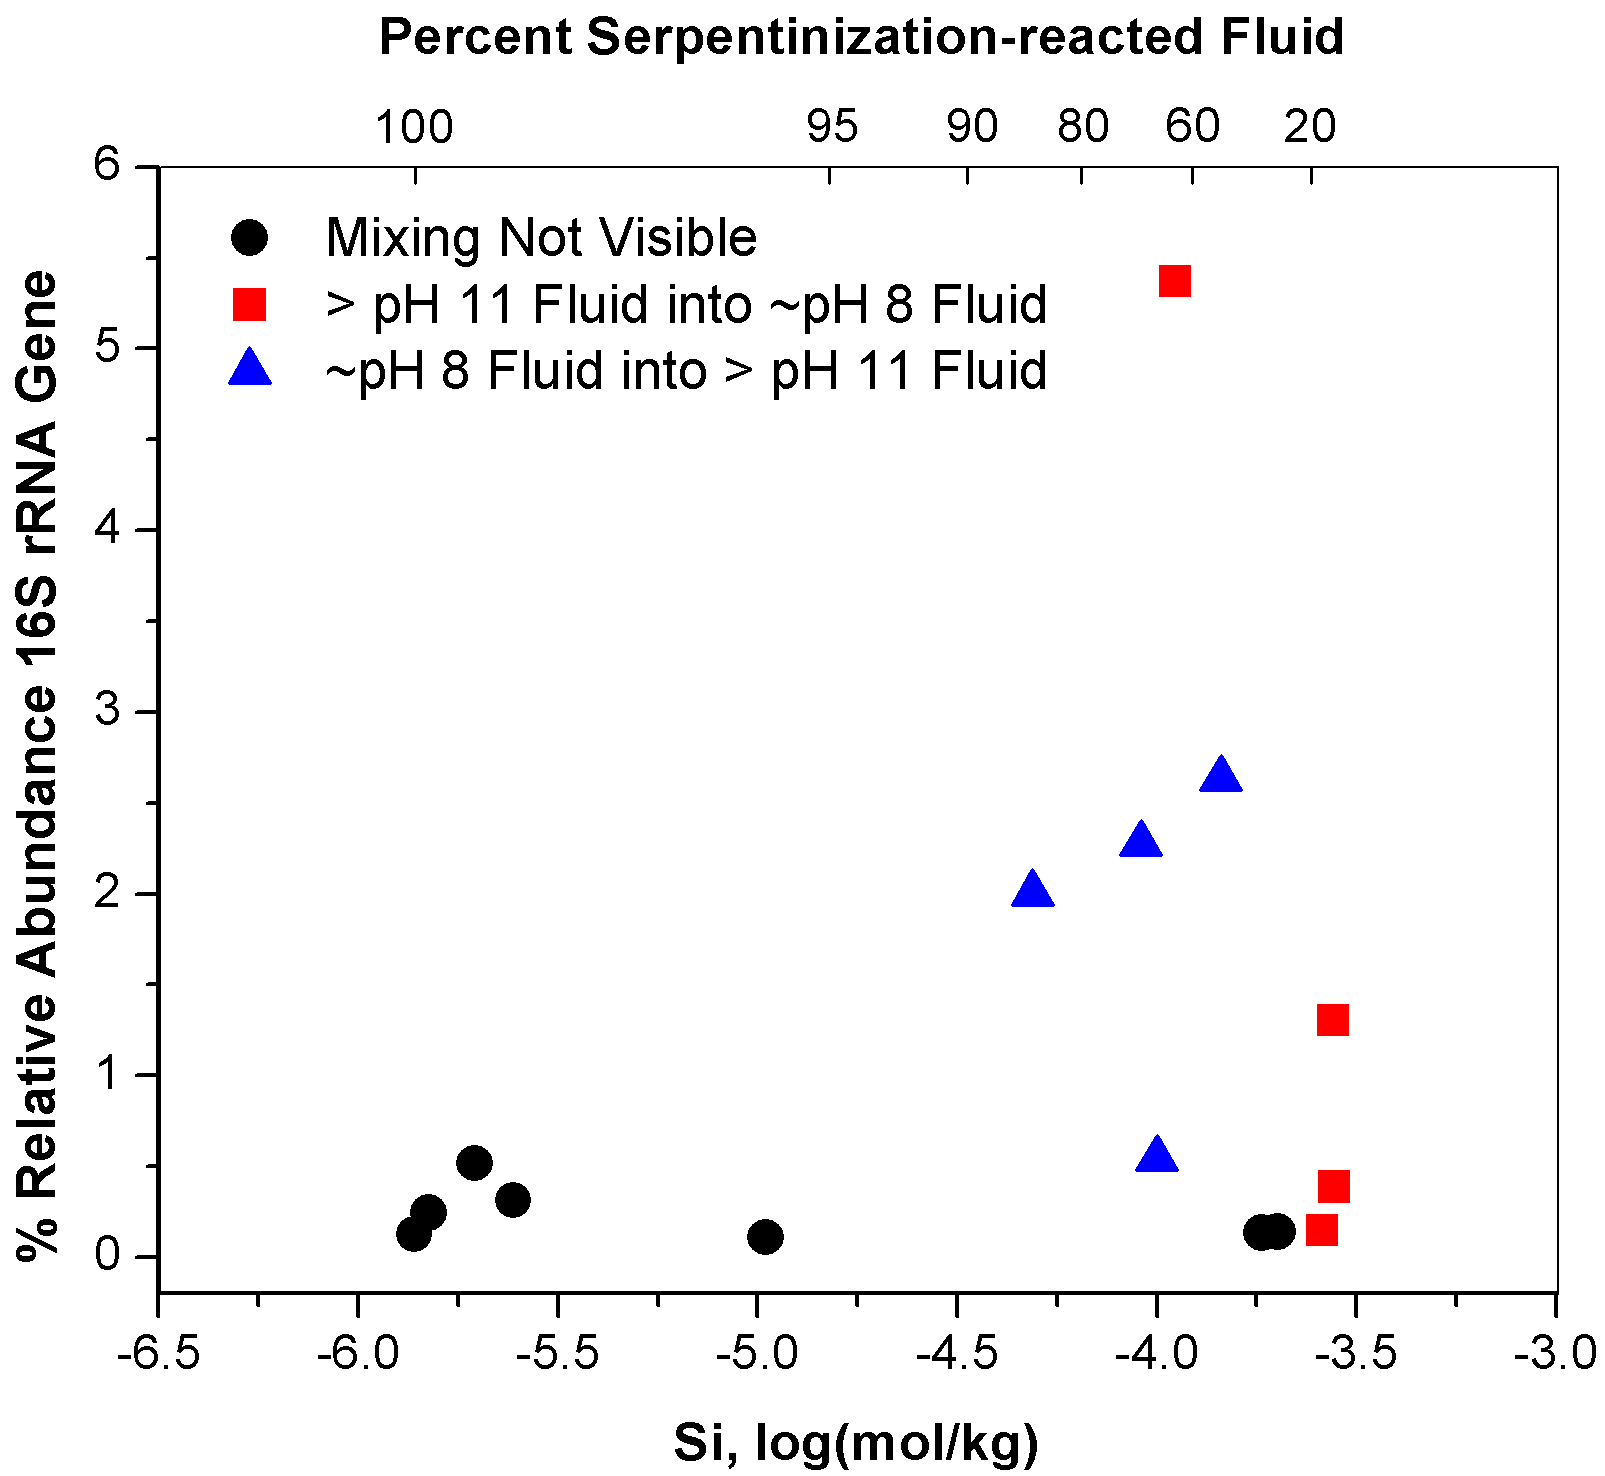 Percent Serpentinization-reacted Fluid
100 95 90 80 60 20
6
5
4
3
2
1
0
% Relative Abundance 16S rRNA Gene
Mixing Not Visible
> pH 11 Fluid into ~pH 8 Fluid
~pH 8 Fluid into > pH 11 Fluid
-6.5 -6.0 -5.5 -5.0 -4.5 -4.0 -3.5 -3.0
Si, log(mol/kg)